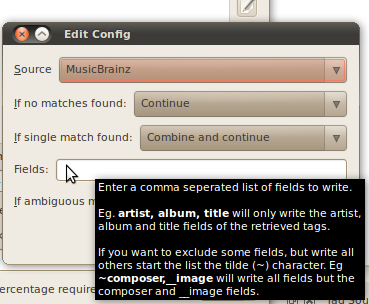 Edit Config
Source MusicBrainz
If no matches found: Continue
If single match found: Combine and continue
Fields:
If ambiguous m
Enter a comma seperated list of fields to write.
Eg. artist, album, title will only write the artist,
album and title fields of the retrieved tags.
If you want to exclude some fields, but write all
others start the list the tilde (~) character. Eg
~composer,__image will write all fields but the
composer and __image fields.
ercentage require